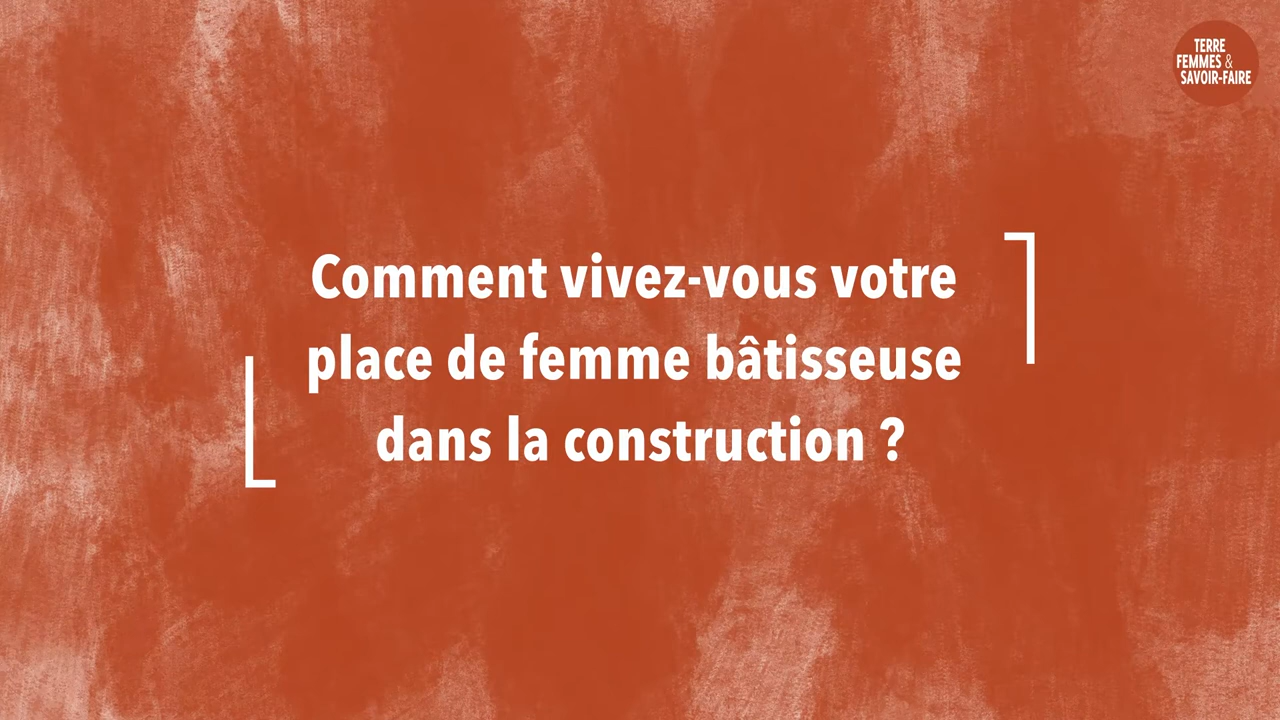 TERRE
FEMMES &
SAVOIR-FAIRE
Comment vivez-vous votre
place de femme bâtisseuse
dans la construction ?